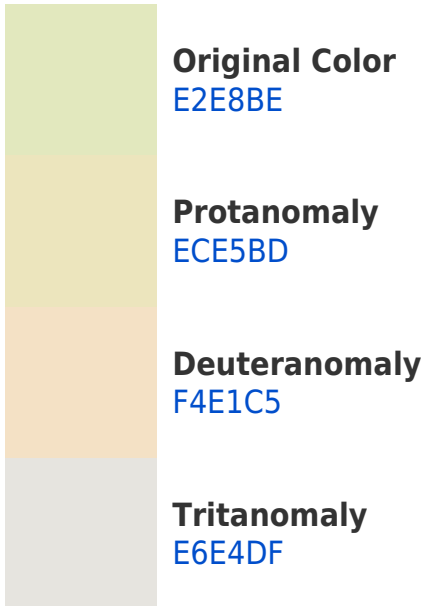 Original Color
E2E8BE
Protanomaly
ECE5BD
Deuteranomaly
F4E1C5
Tritanomaly
E6E4DF